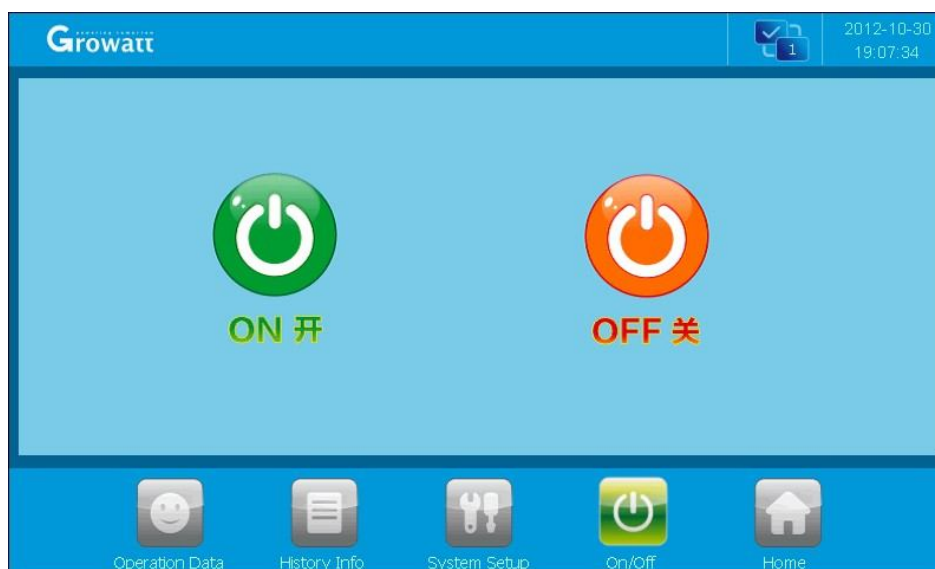 Growatt
1
2012-10-30
19:07:34
ON 开
OFF 关
Operation Data
History Info
System Setup
On/Off
Home